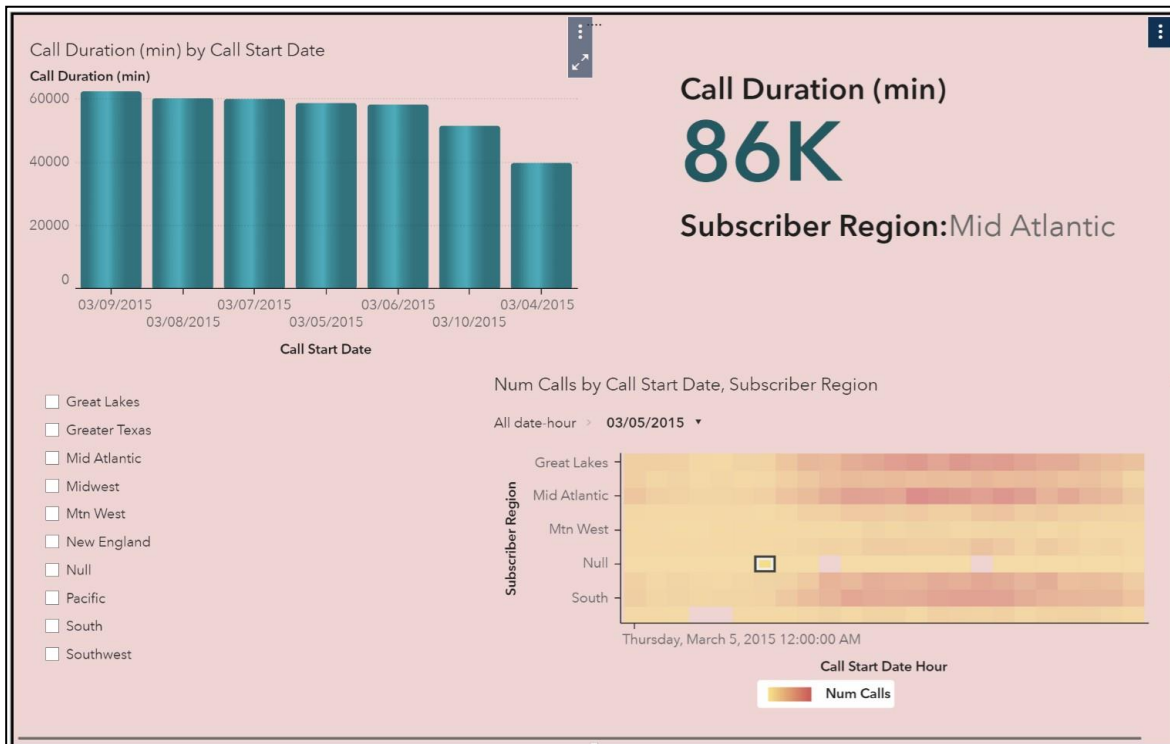 Call Duration (min) by Call Start Date
Call Duration (min)
60000
40000
20000
0
03/09/2015
03/08/2015
03/07/2015
03/05/2015
03/06/2015
03/10/2015
03/04/2015
Call Start Date
Call Duration (min)
86K
Subscriber Region:Mid Atlantic
Great Lakes
Greater Texas
Mid Atlantic
Midwest
Mtn West
New England
Null
Pacific
South
Southwest
Num Calls by Call Start Date, Subscriber Region
All date-hour > 03/05/2015
Subscriber Region
Great Lakes
Mid Atlantic
Mtn West
Null
South
Thursday, March 5, 2015 12:00:00 AM
Call Start Date Hour
Num Calls